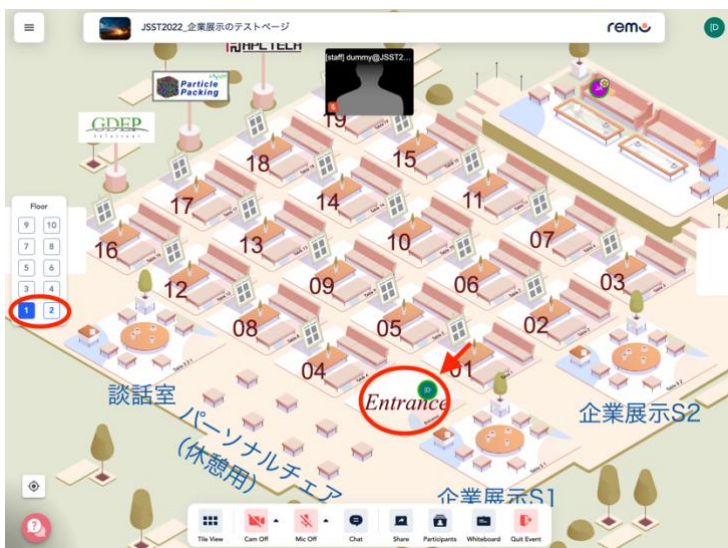 JSST2022_企業展示のテストページ
remo
[D
HPCTECH
[staff] dummy@JSST2...
Particle
Packing
GDEP
Solutions
19
18
15
17
14
11
16
13
10
07
12
09
06
03
08
05
02
04
01
Floor
9 10
7 8
5 6
3 4
1 2
[D
Entrance
談話室
パーソナルチェア
(休憩用)
企業展示S1
企業展示S2
Tile View
Cam Off
Mic Off
Chat
Share
Participants
Whiteboard
Quit Event